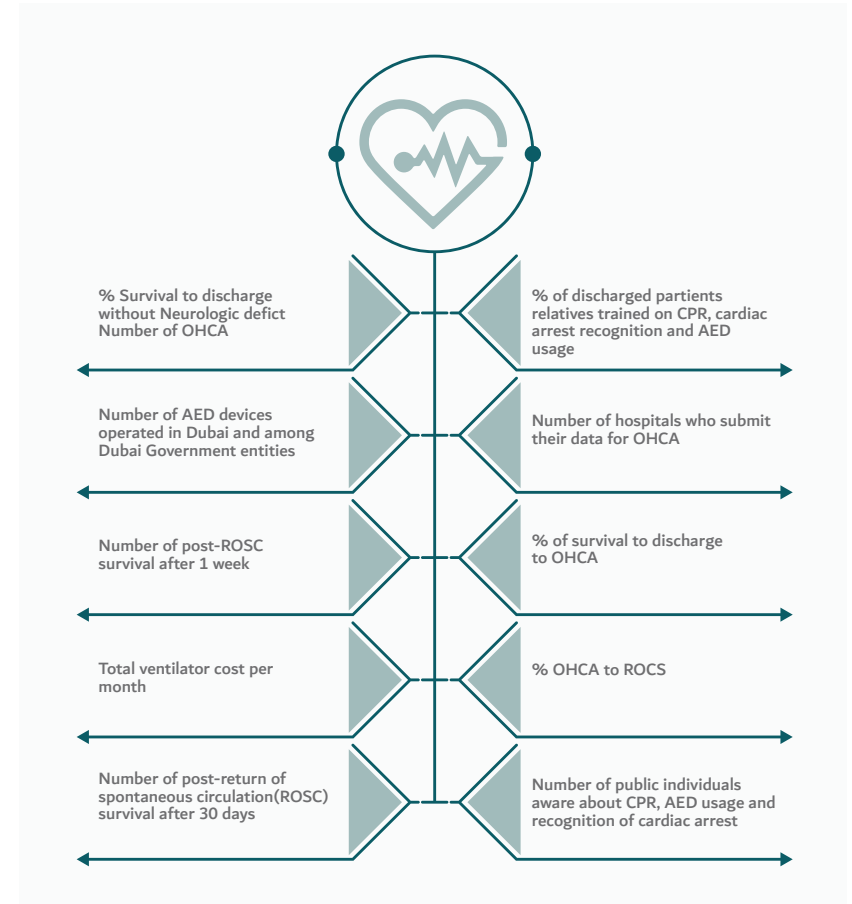 % Survival to discharge
without Neurologic defict
Number of OHCA
% of discharged partients
relatives trained on CPR, cardiac
arrest recognition and AED
usage
Number of AED devices
operated in Dubai and among
Dubai Government entities
Number of hospitals who submit
their data for OHCA
Number of post-ROSC
survival after 1 week
% of survival to discharge
to OHCA
Total ventilator cost per
month
% OHCA to ROCS
Number of post-return of
spontaneous circulation(ROSC)
survival after 30 days
Number of public individuals
aware about CPR, AED usage and
recognition of cardiac arrest